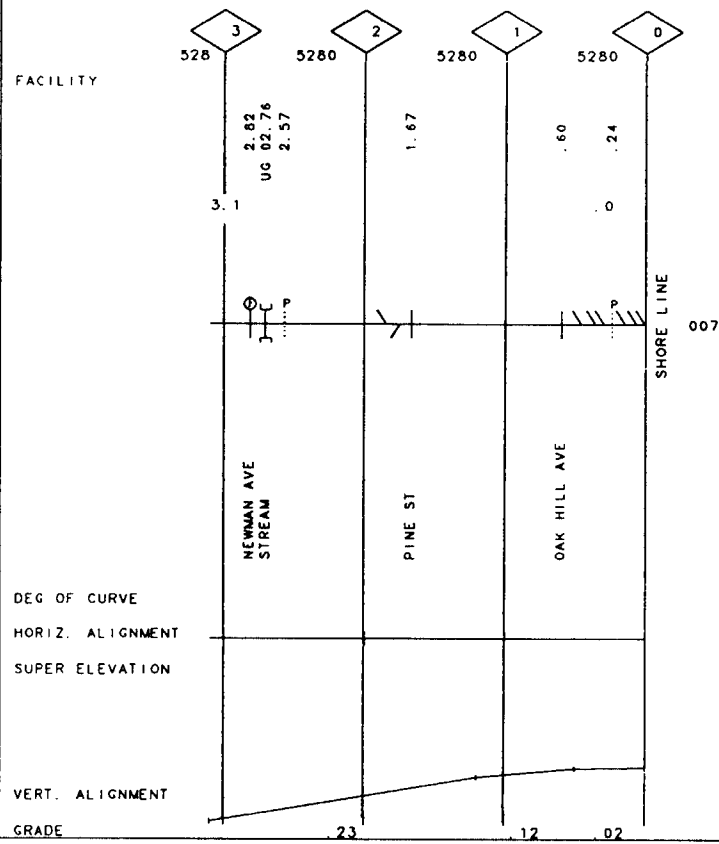 3 2 1 0
528 5280 5280 5280
FACILITY
2.82
UG 02.76
2.57
1.67
.60
.24
3.1
.0
P P P
SHORE LINE
007
NEWMAN AVE
STREAM
PINE ST
OAK HILL AVE
DEG OF CURVE
HORIZ. ALIGNMENT
SUPER ELEVATION
VERT. ALIGNMENT
GRADE .23 .12 .02